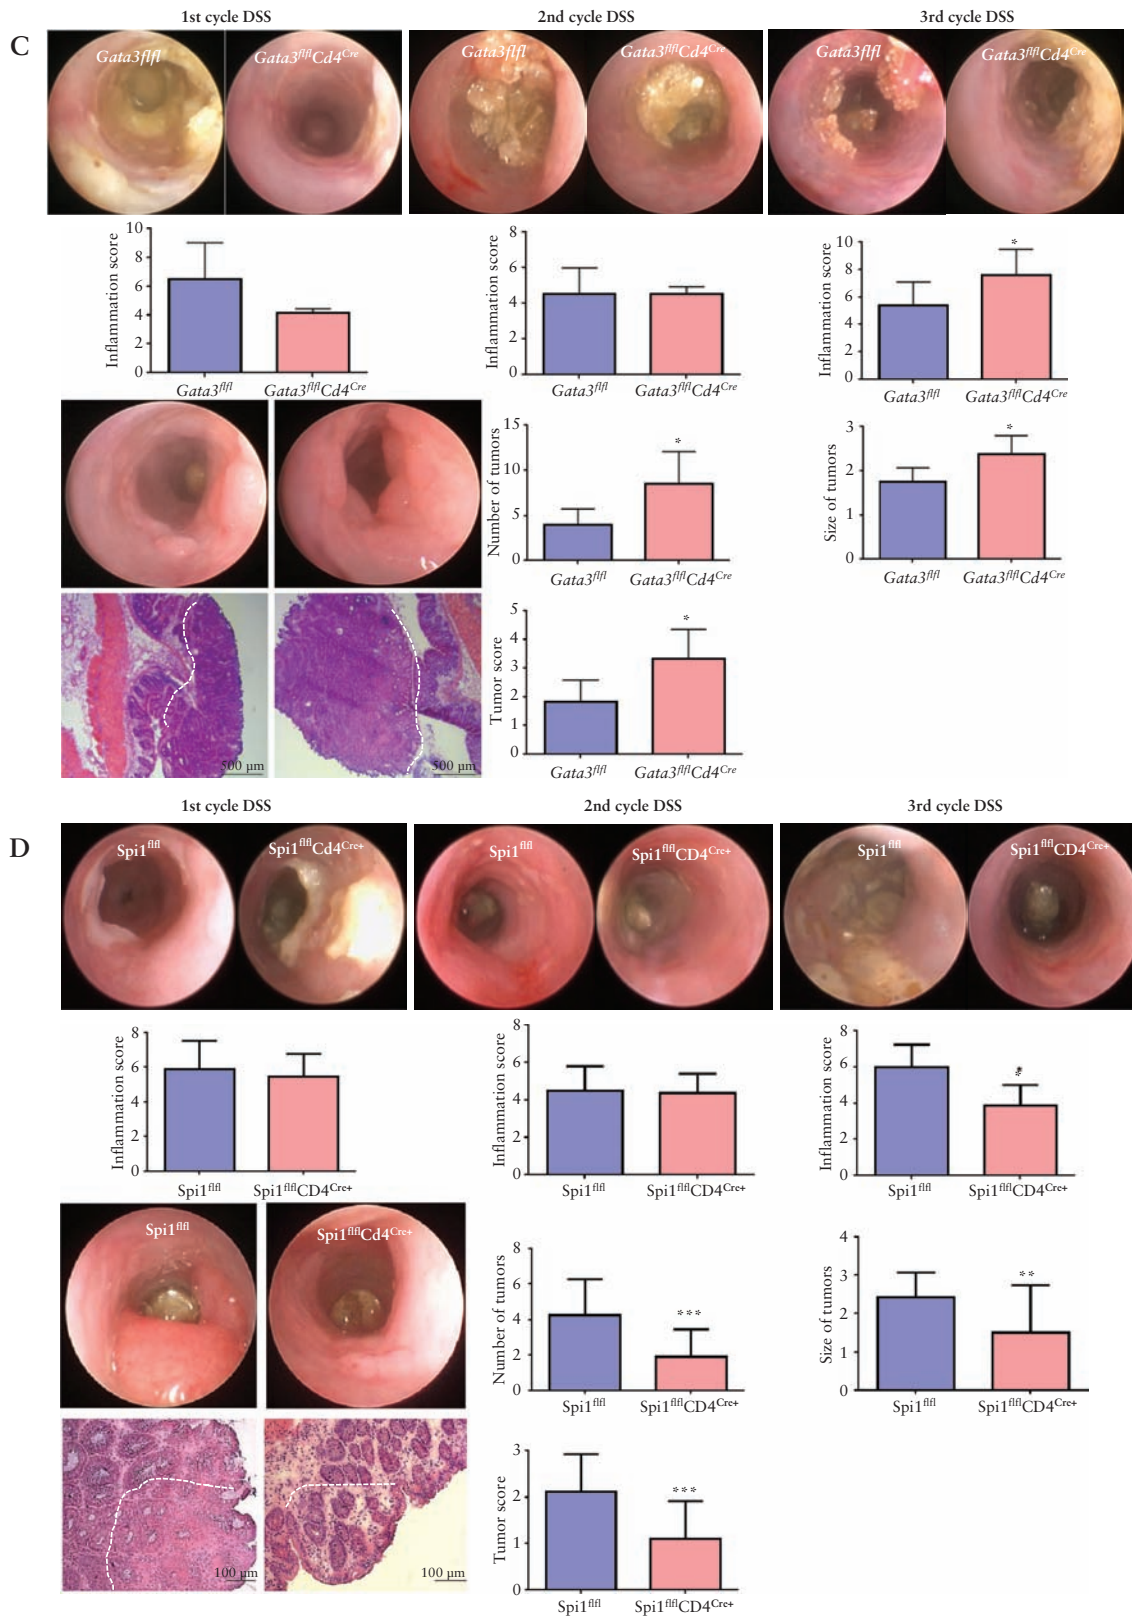 1st cycle DSS
2nd cycle DSS
3rd cycle DSS
C
Gata3flfl
Gata3flflCd4Cre
Gata3flfl
Gata3flflCd4Cre
Gata3flfl
Gata3flflCd4Cre
Inflammation score
10
8
6
4
2
0
Gata3flfl
Gata3flflCd4Cre
Inflammation score
8
6
4
2
0
Gata3flfl
Gata3flflCd4Cre
Inflammation score
10
8
6
4
2
0
*
Gata3flfl
Gata3flflCd4Cre
Number of tumors
15
10
5
0
*
Gata3flfl
Gata3flflCd4Cre
Size of tumors
3
2
1
0
*
Gata3flfl
Gata3flflCd4Cre
500 µm
500 µm
Tumor score
5
4
3
2
1
0
*
Gata3flfl
Gata3flflCd4Cre
1st cycle DSS
2nd cycle DSS
3rd cycle DSS
D
Spi1flfl
Spi1flflCd4Cre+
Spi1flfl
Spi1flflCD4Cre+
Spi1flfl
Spi1flflCD4Cre+
Inflammation score
8
6
4
2
0
Spi1flfl
Spi1flflCD4Cre+
Inflammation score
8
6
4
2
0
Spi1flfl
Spi1flflCD4Cre+
Inflammation score
8
6
4
2
0
*
Spi1flfl
Spi1flflCD4Cre+
Spi1flfl
Spi1flflCd4Cre+
Number of tumors
8
6
4
2
0
***
Spi1flfl
Spi1flflCD4Cre+
Size of tumors
4
3
2
1
0
**
Spi1flfl
Spi1flflCD4Cre+
100 µm
100 µm
Tumor score
3
2
1
0
***
Spi1flfl
Spi1flflCD4Cre+